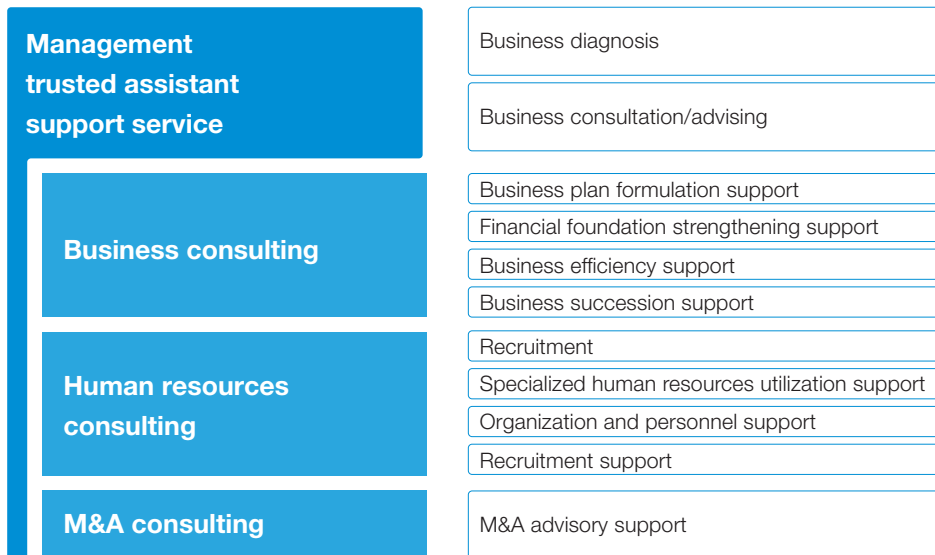 Management
trusted assistant
support service
Business diagnosis
Business consultation/advising
Business consulting
Business plan formulation support
Financial foundation strengthening support
Business efficiency support
Business succession support
Human resources
consulting
Recruitment
Specialized human resources utilization support
Organization and personnel support
Recruitment support
M&A consulting
M&A advisory support